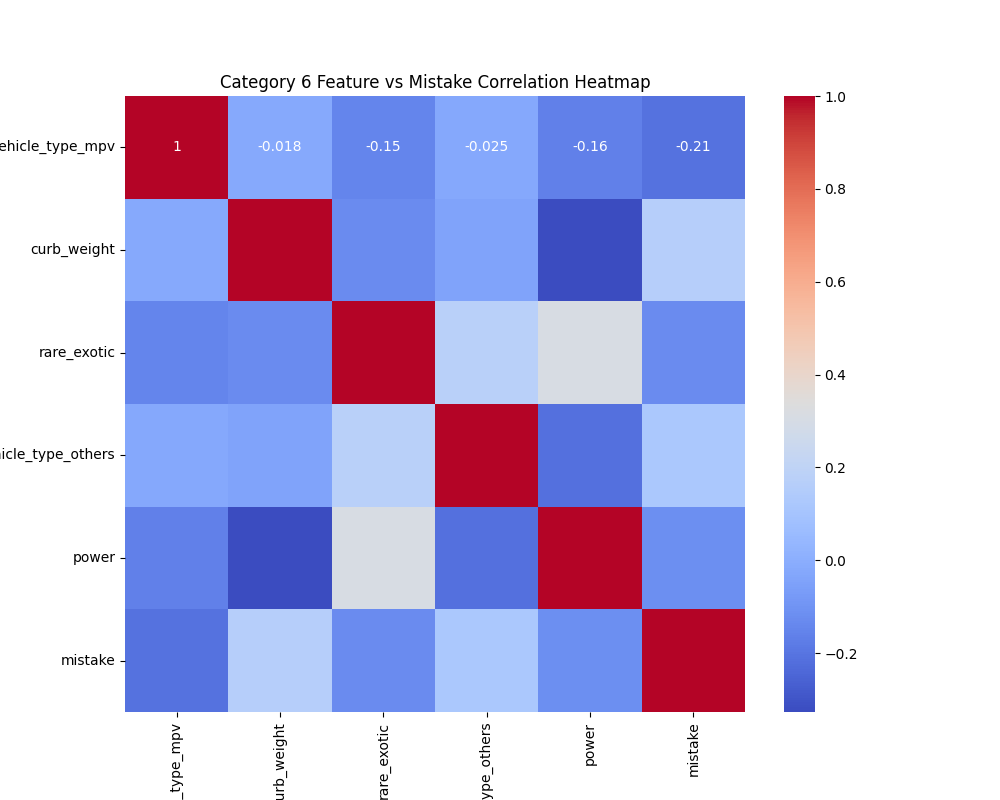 Category 6 Feature vs Mistake Correlation Heatmap
ehicle_type_mpv
1 -0.018 -0.15 -0.025 -0.16 -0.21
curb_weight
rare_exotic
icle_type_others
power
mistake
_type_mpv
urb_weight
rare_exotic
ype_others
power
mistake
1.0
0.8
0.6
0.4
0.2
0.0
−0.2